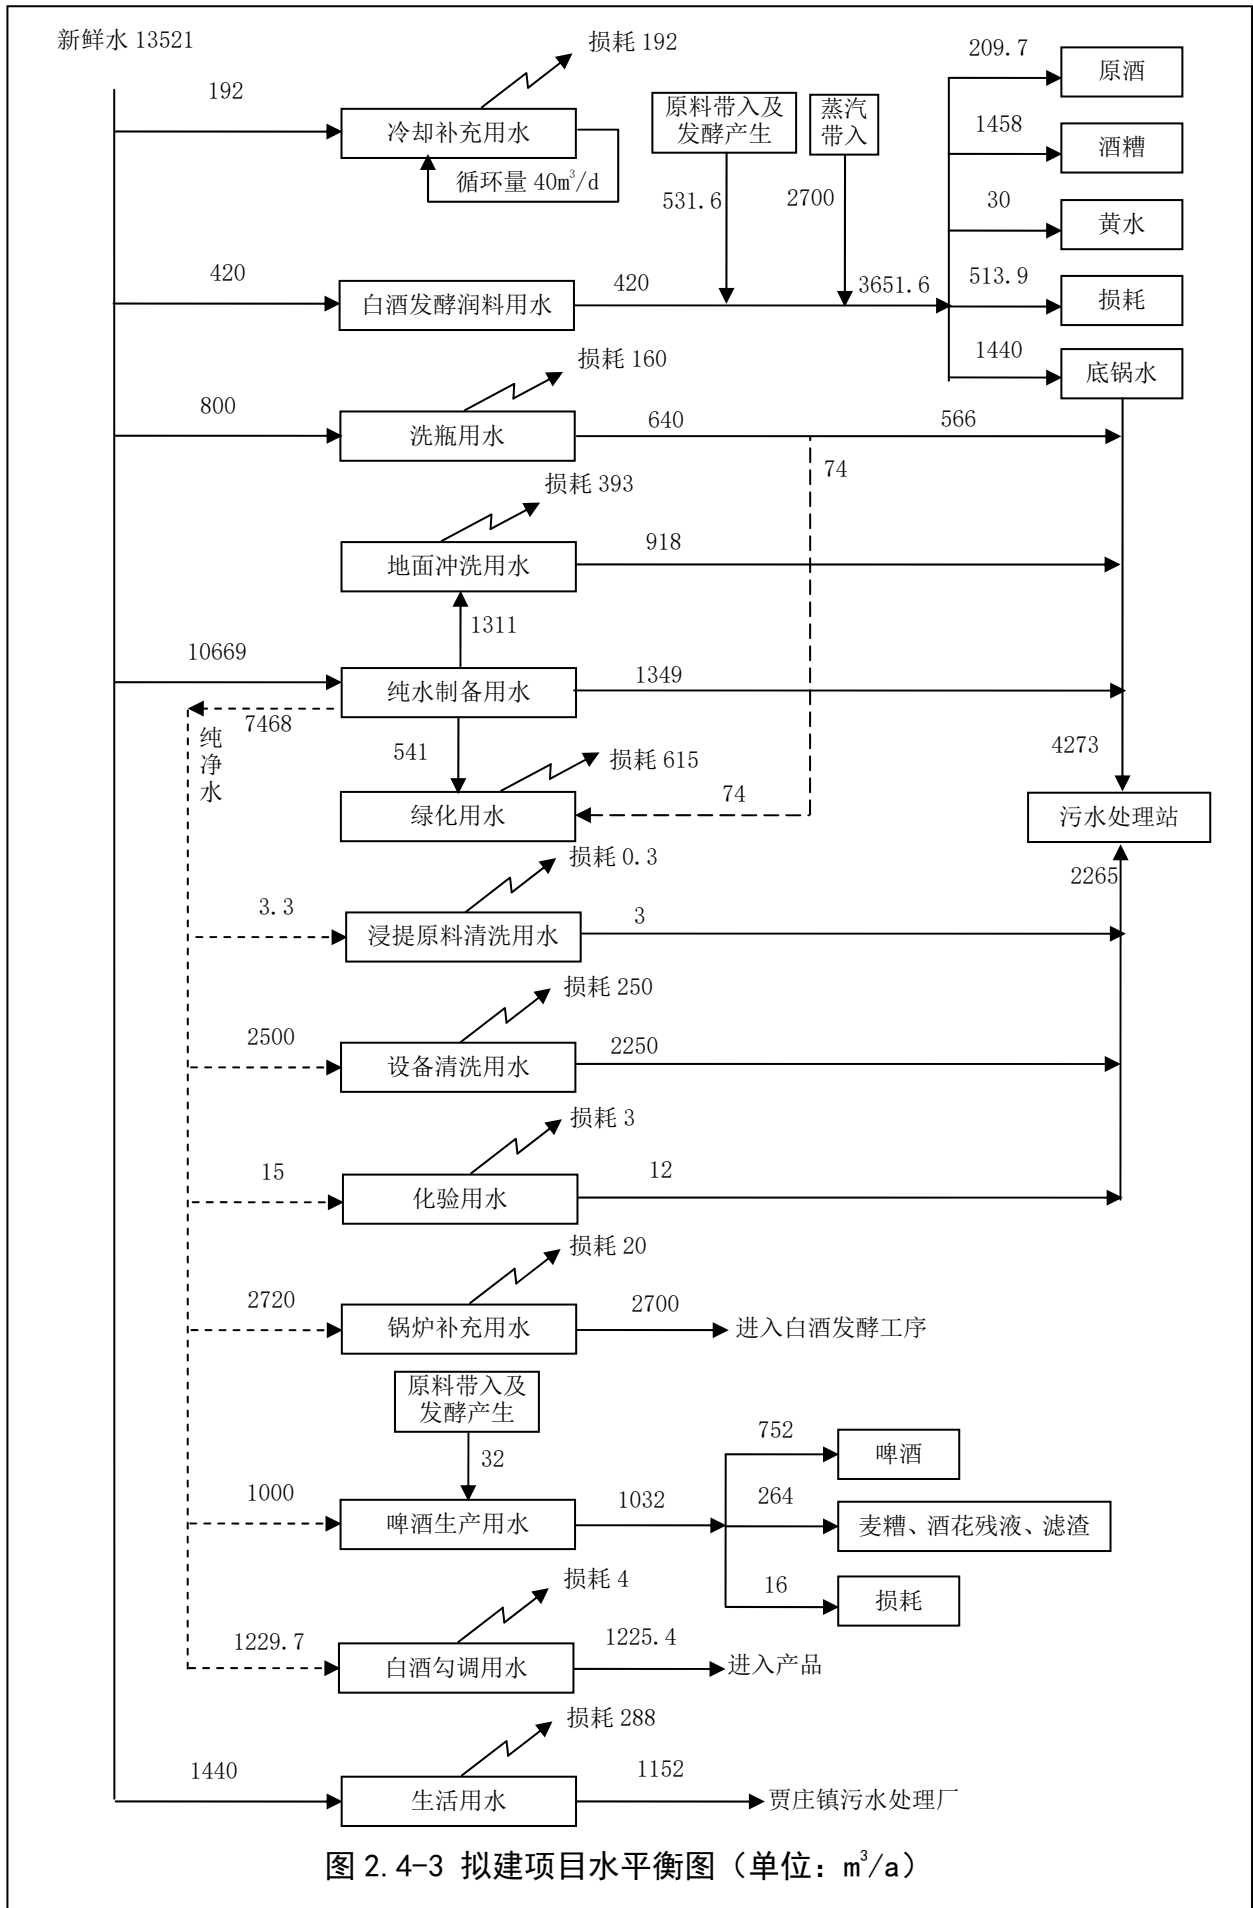 新鲜水 13521
损耗 192
192
冷却补充用水
循环量 40m³/d
原料带入及
发酵产生
蒸汽
带入
531.6
2700
209.7
原酒
1458
酒糟
30
黄水
513.9
损耗
1440
底锅水
420
白酒发酵润料用水
420
3651.6
损耗 160
800
洗瓶用水
640
566
74
损耗 393
地面冲洗用水
918
1311
10669
纯水制备用水
1349
7468
纯
净
水
541
损耗 615
绿化用水
74
4273
污水处理站
2265
损耗 0.3
3.3
浸提原料清洗用水
3
损耗 250
2500
设备清洗用水
2250
损耗 3
15
化验用水
12
损耗 20
2720
锅炉补充用水
2700
进入白酒发酵工序
原料带入及
发酵产生
32
1000
啤酒生产用水
1032
752
啤酒
264
麦糟、酒花残液、滤渣
16
损耗
损耗 4
1229.7
白酒勾调用水
1225.4
进入产品
损耗 288
1440
生活用水
1152
贾庄镇污水处理厂
图 2.4-3 拟建项目水平衡图（单位：m³/a）